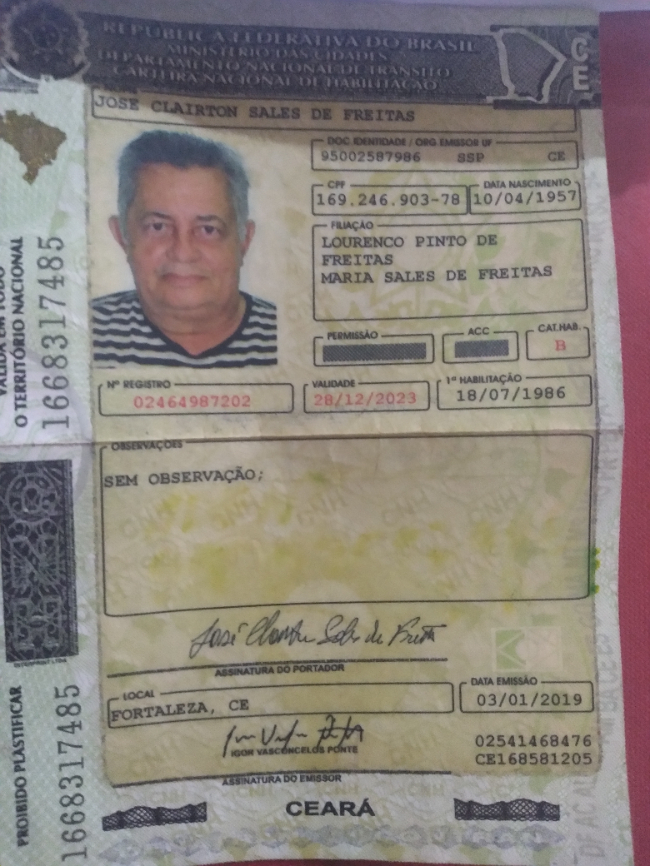 REPÚBLICA FEDERATIVA DO BRASIL
MINISTÉRIO DAS CIDADES
DEPARTAMENTO NACIONAL DE TRÂNSITO
CARTEIRA NACIONAL DE HABILITAÇÃO
CE
JOSE CLAIRTON SALES DE FREITAS
DOC IDENTIDADE / ORG EMISSOR UF
95002587986 SSP CE
CPF
169.246.903-78
DATA NASCIMENTO
10/04/1957
FILIAÇÃO
LOURENCO PINTO DE
FREITAS
MARIA SALES DE FREITAS
PERMISSÃO
ACC
CAT.HAB.
B
Nº REGISTRO
02464987202
VALIDADE
28/12/2023
1ª HABILITAÇÃO
18/07/1986
VÁLIDA EM TODO
O TERRITÓRIO NACIONAL
1668317485
OBSERVAÇÕES
SEM OBSERVAÇÃO;
José Clairton Sales de Freitas
ASSINATURA DO PORTADOR
LOCAL
FORTALEZA, CE
DATA EMISSÃO
03/01/2019
IGOR VASCONCELOS PONTE
ASSINATURA DO EMISSOR
02541468476
CE168581205
PROIBIDO PLASTIFICAR
1668317485
CEARÁ